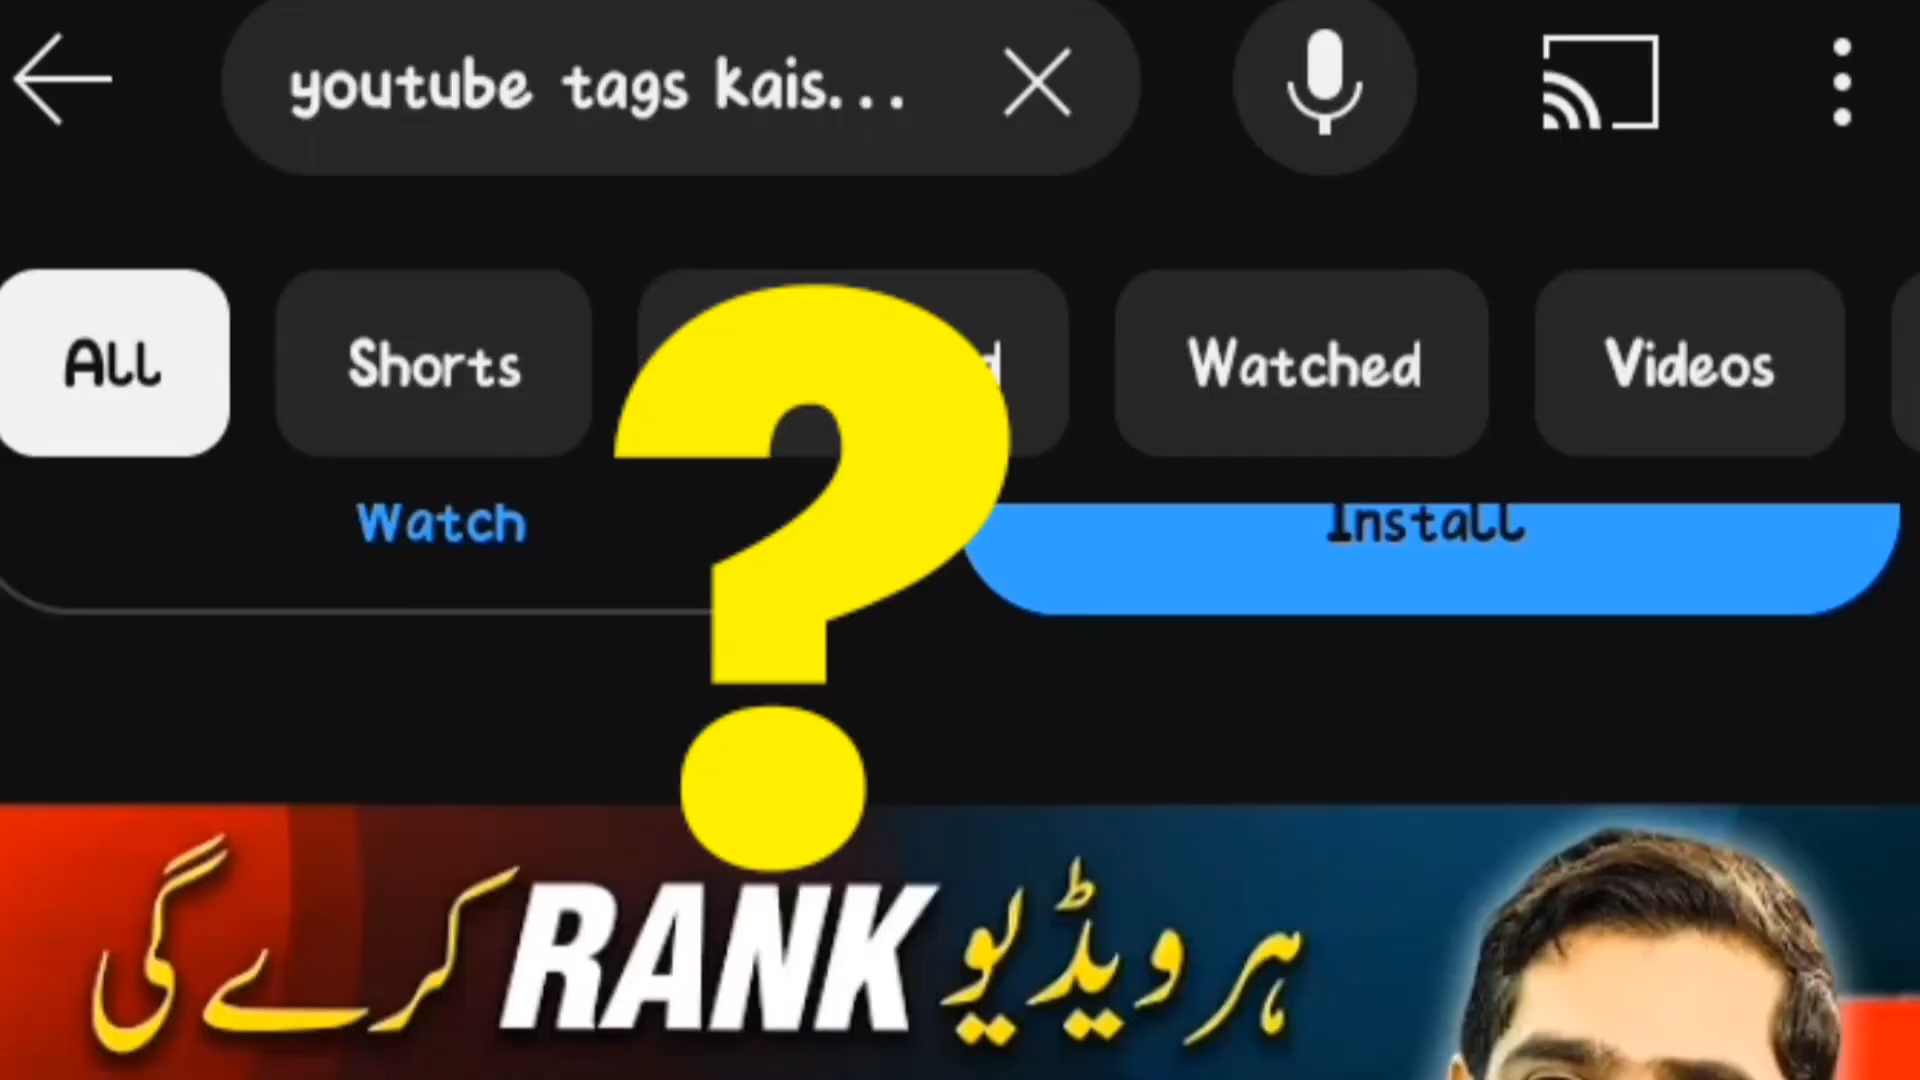 youtube tags kais...
All Shorts Watched Videos
Watch Install
?
ہر ویڈیو RANK کرے گی